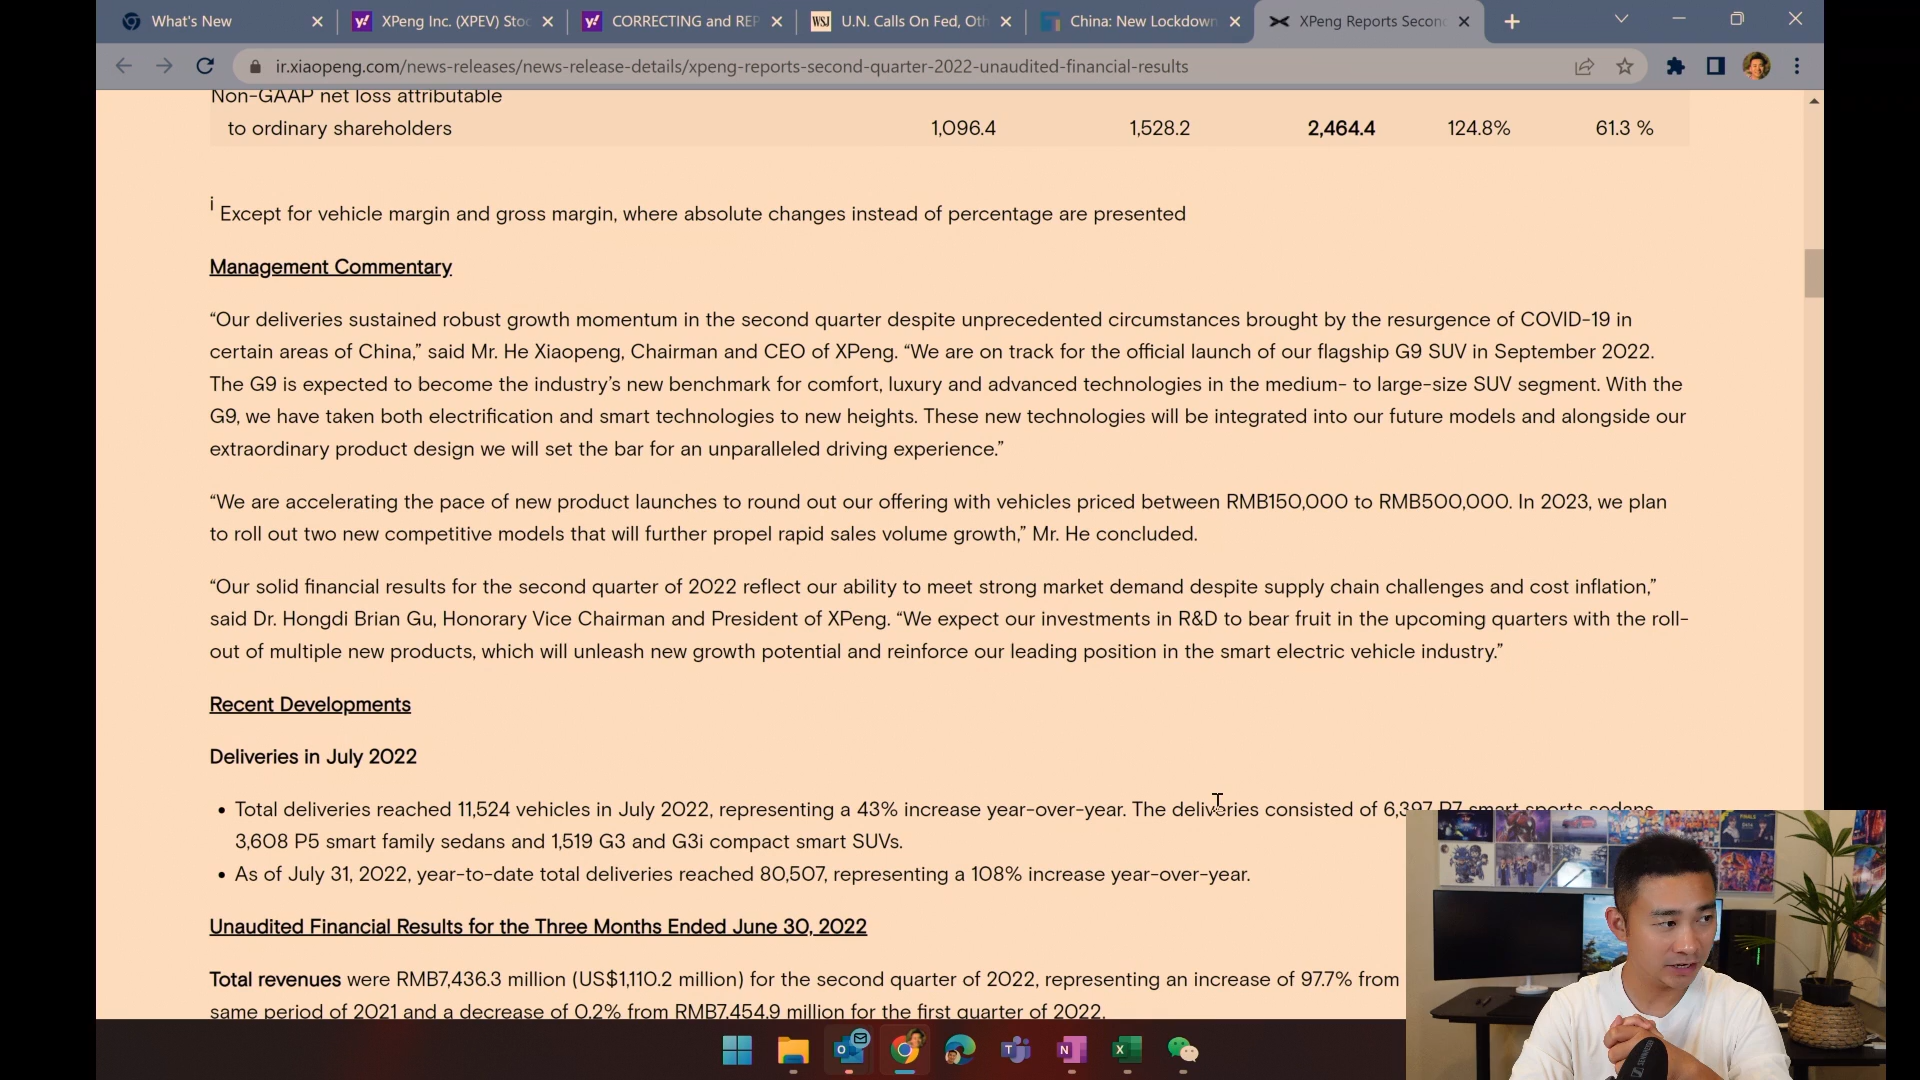 What's New
XPeng Inc. (XPEV) Stoc
CORRECTING and REP
WSJ
U.N. Calls On Fed, Oth
China: New Lockdown
XPeng Reports Second
ir.xiaopeng.com/news-releases/news-release-details/xpeng-reports-second-quarter-2022-unaudited-financial-results
Non-GAAP net loss attributable
to ordinary shareholders 1,096.4 1,528.2 2,464.4 124.8% 61.3 %
i Except for vehicle margin and gross margin, where absolute changes instead of percentage are presented
Management Commentary
“Our deliveries sustained robust growth momentum in the second quarter despite unprecedented circumstances brought by the resurgence of COVID-19 in
certain areas of China,” said Mr. He Xiaopeng, Chairman and CEO of XPeng. “We are on track for the official launch of our flagship G9 SUV in September 2022.
The G9 is expected to become the industry’s new benchmark for comfort, luxury and advanced technologies in the medium- to large-size SUV segment. With the
G9, we have taken both electrification and smart technologies to new heights. These new technologies will be integrated into our future models and alongside our
extraordinary product design we will set the bar for an unparalleled driving experience.”
“We are accelerating the pace of new product launches to round out our offering with vehicles priced between RMB150,000 to RMB500,000. In 2023, we plan
to roll out two new competitive models that will further propel rapid sales volume growth,” Mr. He concluded.
“Our solid financial results for the second quarter of 2022 reflect our ability to meet strong market demand despite supply chain challenges and cost inflation,”
said Dr. Hongdi Brian Gu, Honorary Vice Chairman and President of XPeng. “We expect our investments in R&D to bear fruit in the upcoming quarters with the roll-
out of multiple new products, which will unleash new growth potential and reinforce our leading position in the smart electric vehicle industry.”
Recent Developments
Deliveries in July 2022
• Total deliveries reached 11,524 vehicles in July 2022, representing a 43% increase year-over-year. The deliveries consisted of 6,397 P7 smart sports sedans,
3,608 P5 smart family sedans and 1,519 G3 and G3i compact smart SUVs.
• As of July 31, 2022, year-to-date total deliveries reached 80,507, representing a 108% increase year-over-year.
Unaudited Financial Results for the Three Months Ended June 30, 2022
Total revenues were RMB7,436.3 million (US$1,110.2 million) for the second quarter of 2022, representing an increase of 97.7% from
same period of 2021 and a decrease of 0.2% from RMB7,454.9 million for the first quarter of 2022.